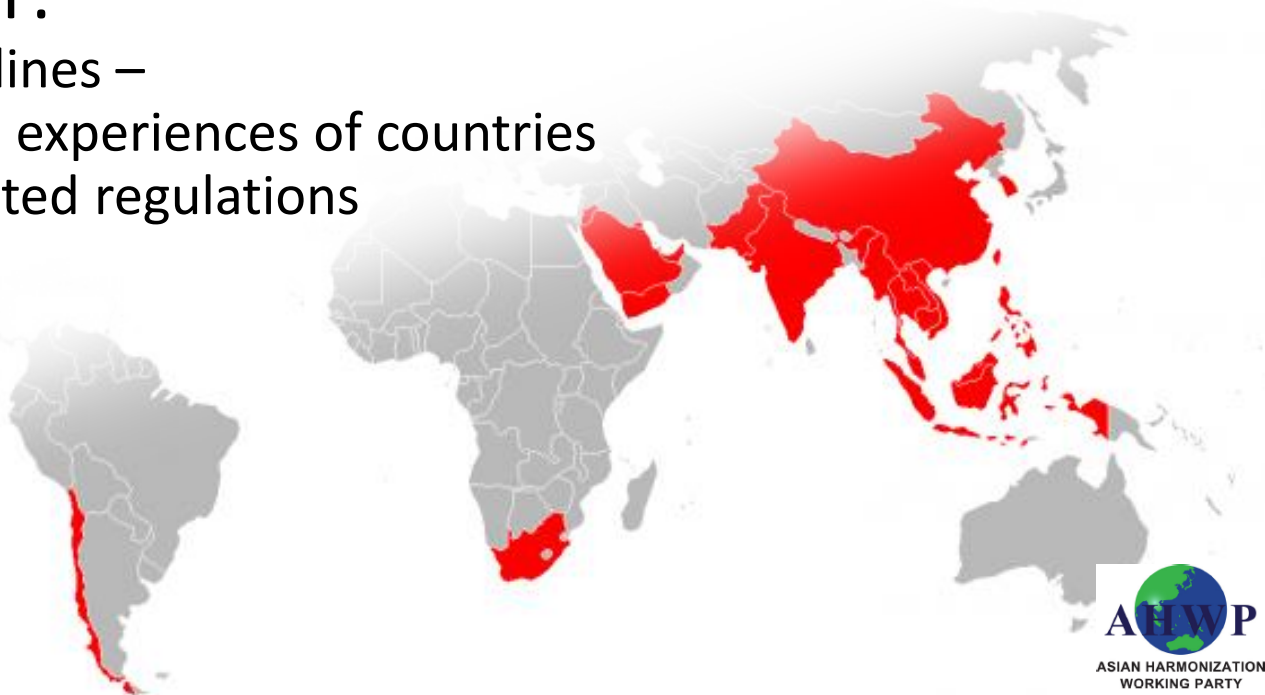 lines –
experiences of countries
ted regulations
AHWP
ASIAN HARMONIZATION
WORKING PARTY